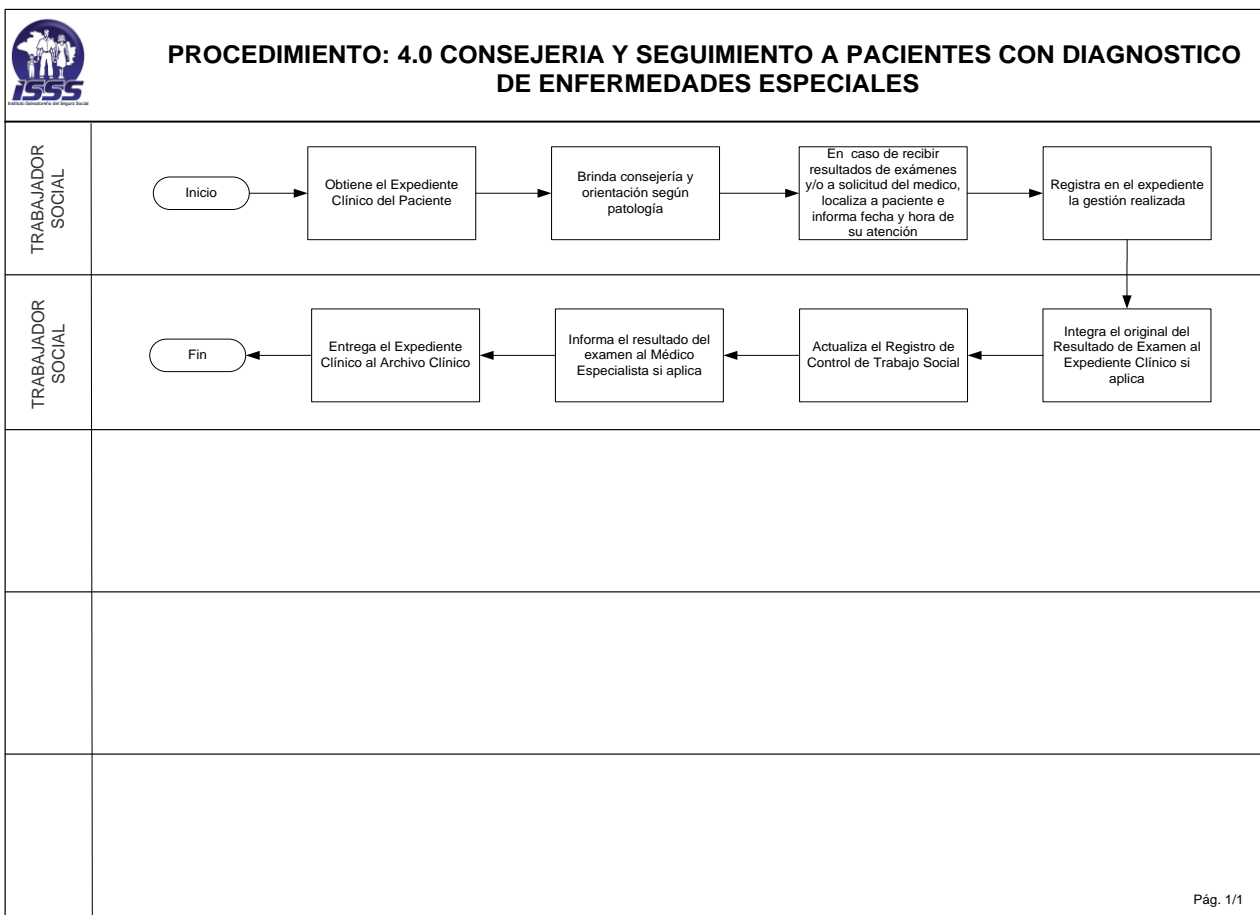 ISSS
Instituto Salvadoreño del Seguro Social
PROCEDIMIENTO: 4.0 CONSEJERIA Y SEGUIMIENTO A PACIENTES CON DIAGNOSTICO
DE ENFERMEDADES ESPECIALES
TRABAJADOR
SOCIAL
Inicio
Obtiene el Expediente
Clínico del Paciente
Brinda consejería y
orientación según
patología
En caso de recibir
resultados de exámenes
y/o a solicitud del medico,
localiza a paciente e
informa fecha y hora de
su atención
Registra en el expediente
la gestión realizada
TRABAJADOR
SOCIAL
Fin
Entrega el Expediente
Clínico al Archivo Clínico
Informa el resultado del
examen al Médico
Especialista si aplica
Actualiza el Registro de
Control de Trabajo Social
Integra el original del
Resultado de Examen al
Expediente Clínico si
aplica
Pág. 1/1